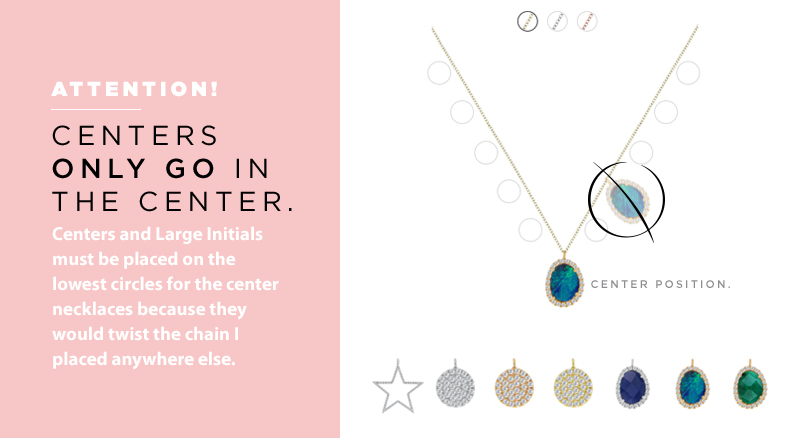 ATTENTION!
CENTERS
ONLY GO IN
THE CENTER.
Centers and Large Initials
must be placed on the
lowest circles for the center
necklaces because they
would twist the chain I
placed anywhere else.
CENTER POSITION.